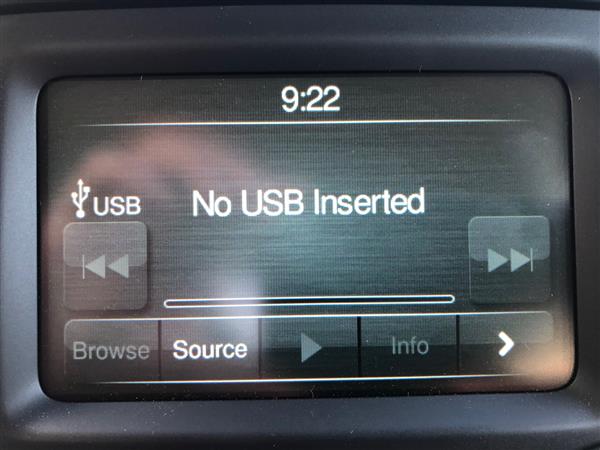 9:22
USB
No USB Inserted
Browse
Source
Info